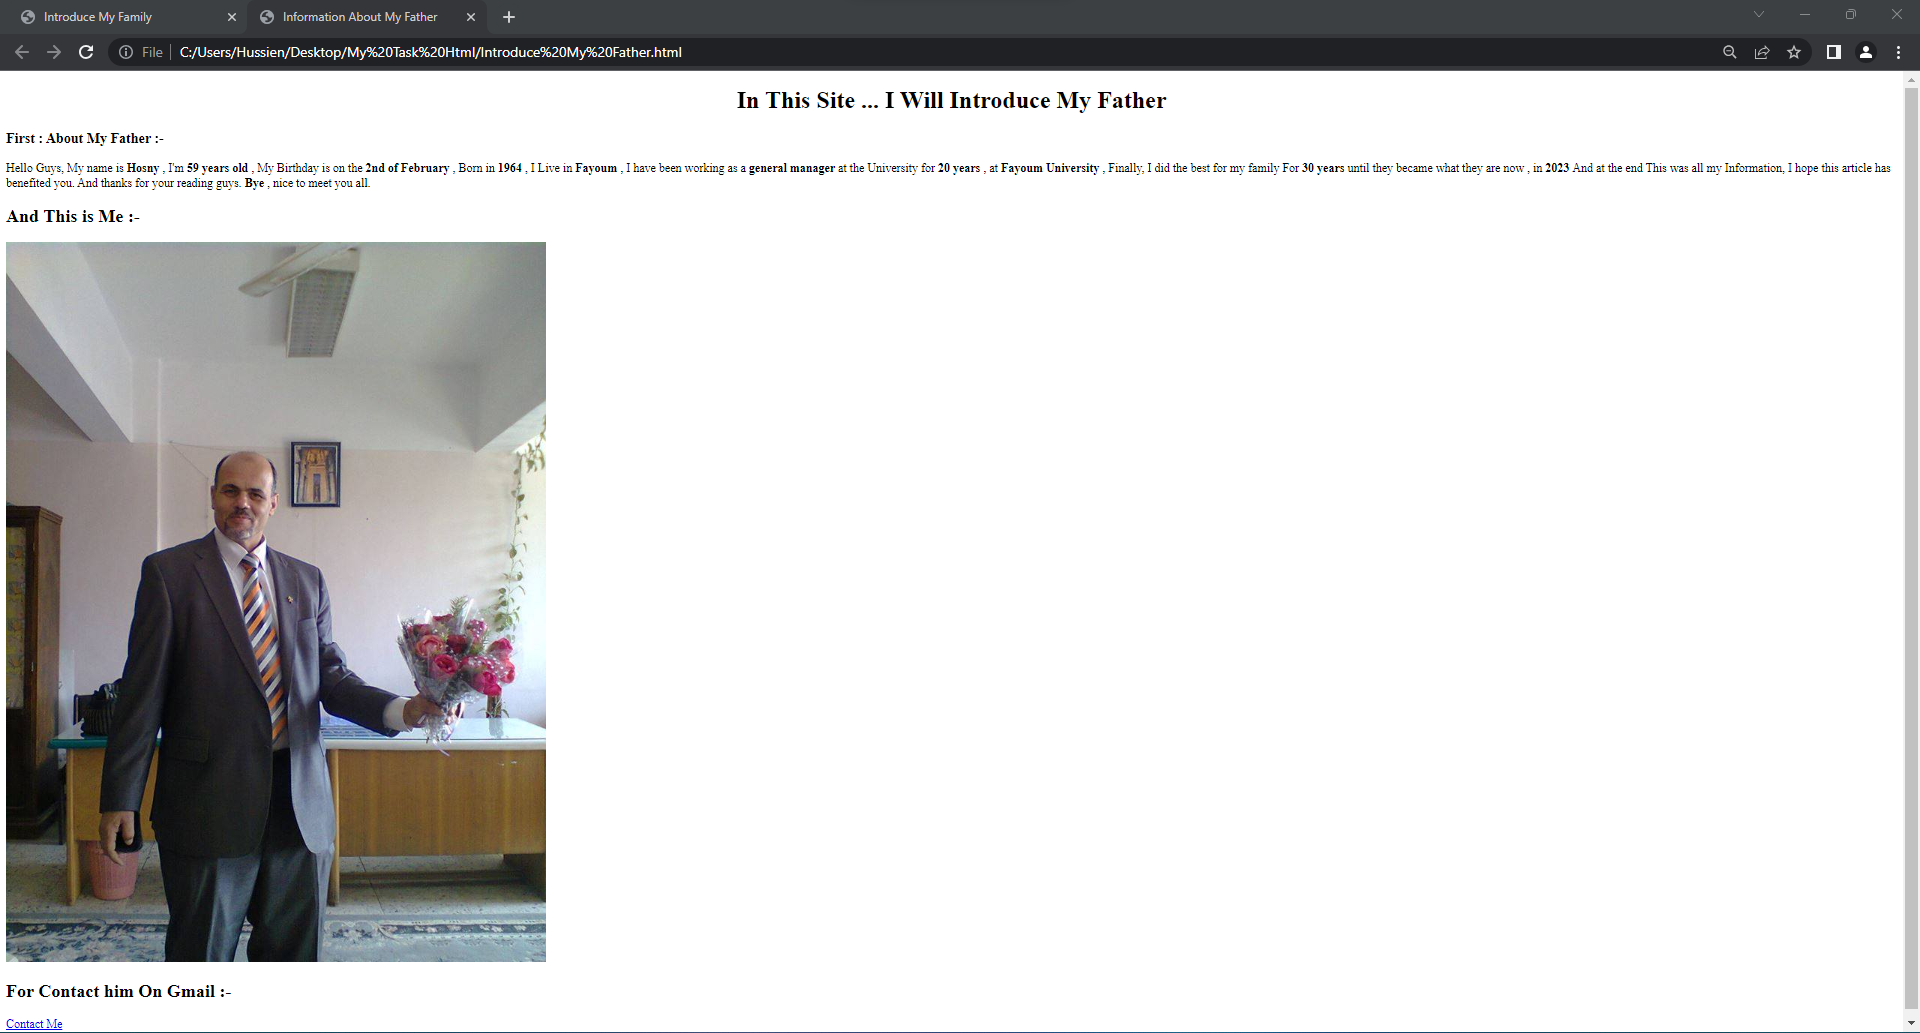 Introduce My Family
Information About My Father
File
C:/Users/Hussien/Desktop/My%20Task%20Html/Introduce%20My%20Father.html
In This Site ... I Will Introduce My Father
First : About My Father :-
Hello Guys, My name is Hosny , I'm 59 years old , My Birthday is on the 2nd of February , Born in 1964 , I Live in Fayoum , I have been working as a general manager at the University for 20 years , at Fayoum University , Finally, I did the best for my family For 30 years until they became what they are now , in 2023 And at the end This was all my Information, I hope this article has
benefited you. And thanks for your reading guys. Bye , nice to meet you all.
And This is Me :-
For Contact him On Gmail :-
Contact Me